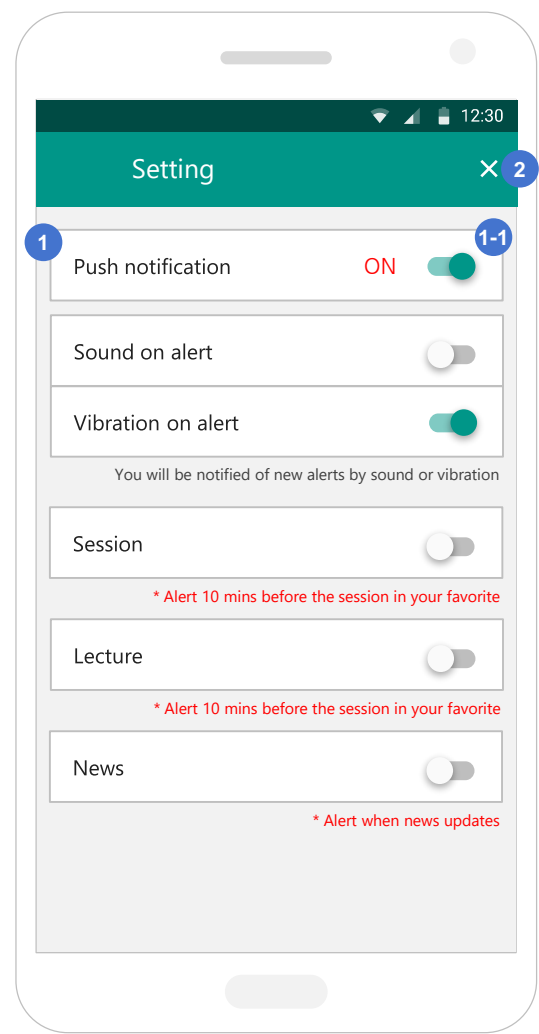 12:30
Setting
2
1
1-1
Push notification ON
Sound on alert
Vibration on alert
You will be notified of new alerts by sound or vibration
Session
* Alert 10 mins before the session in your favorite
Lecture
* Alert 10 mins before the session in your favorite
News
* Alert when news updates